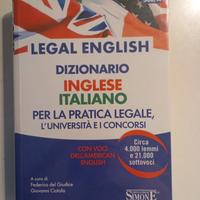 LEGAL ENGLISH
DIZIONARIO
INGLESE
ITALIANO
PER LA PRATICA LEGALE,
L'UNIVERSITÀ E I CONCORSI
CON VOCI
DELL'AMERICAN
ENGLISH
Circa
4.000 lemmi
e 21.000
sottovoci
A cura di
Federico del Giudice
Giovanni Ciotola
SIMONE